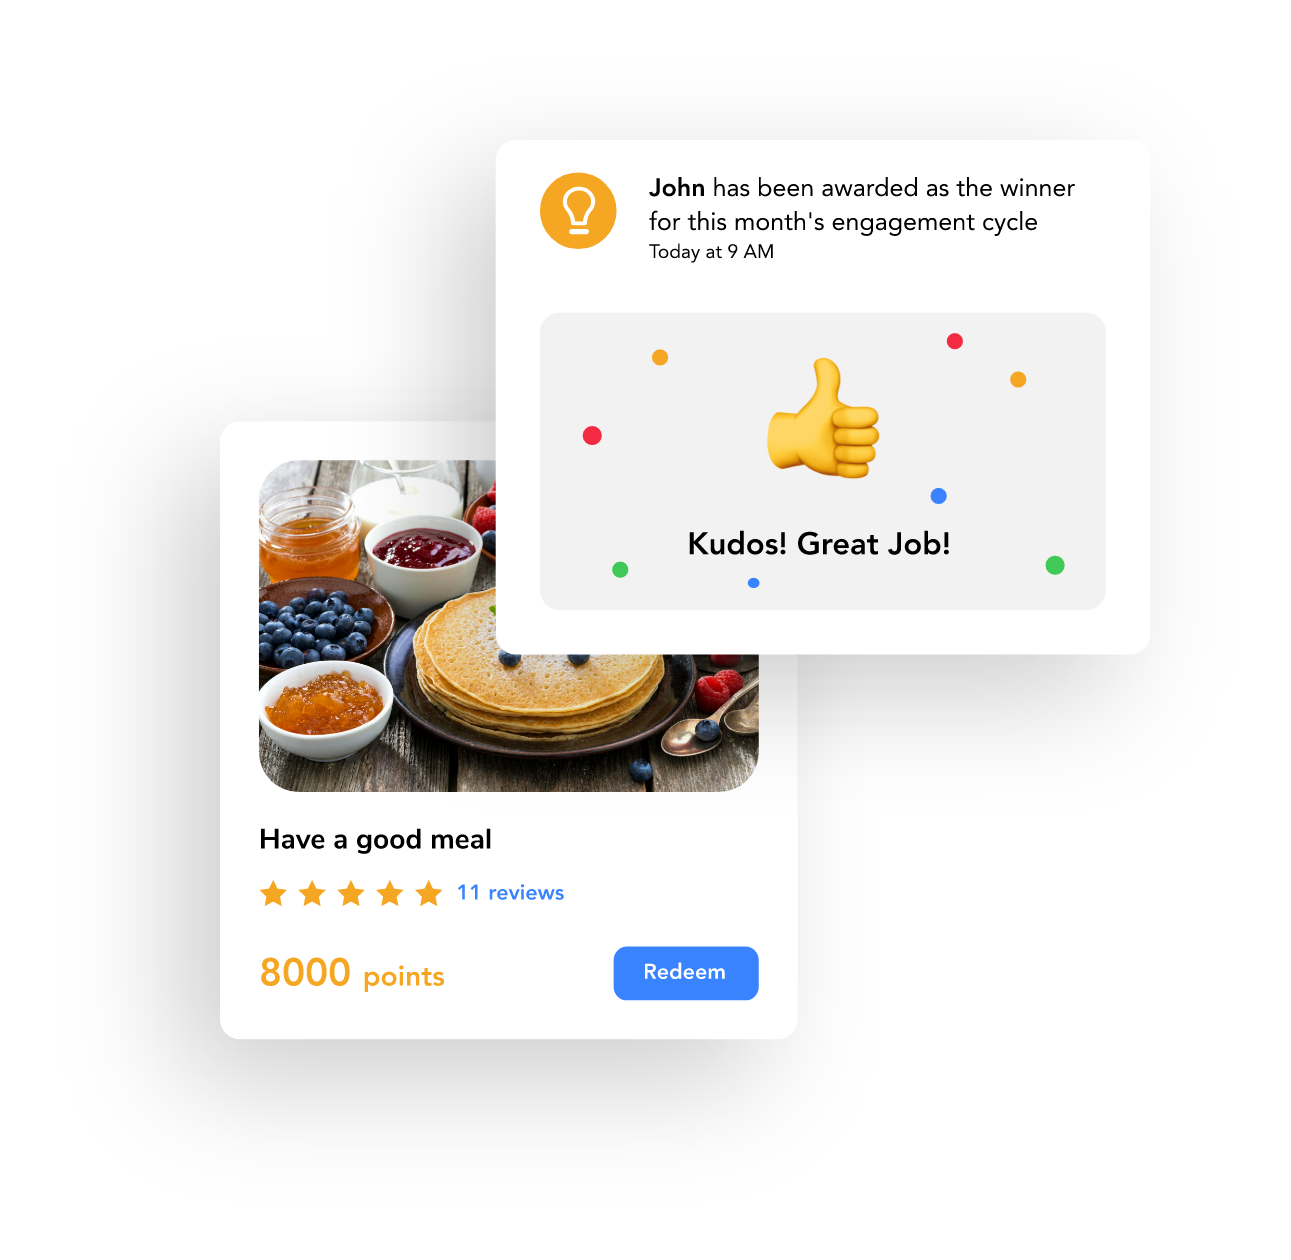 John has been awarded as the winner
for this month's engagement cycle
Today at 9 AM
Kudos! Great Job!
Have a good meal
11 reviews
8000 points
Redeem